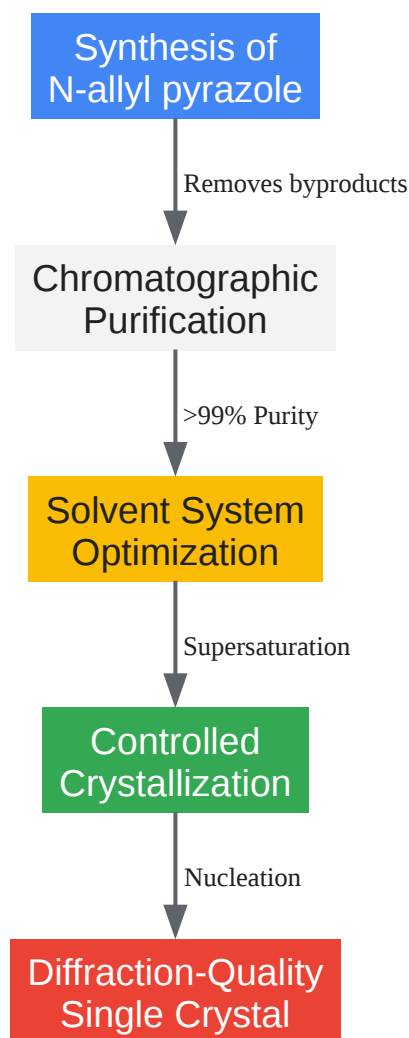 Synthesis of
N-allyl pyrazole
Removes byproducts
Chromatographic
Purification
>99% Purity
Solvent System
Optimization
Supersaturation
Controlled
Crystallization
Nucleation
Diffraction-Quality
Single Crystal